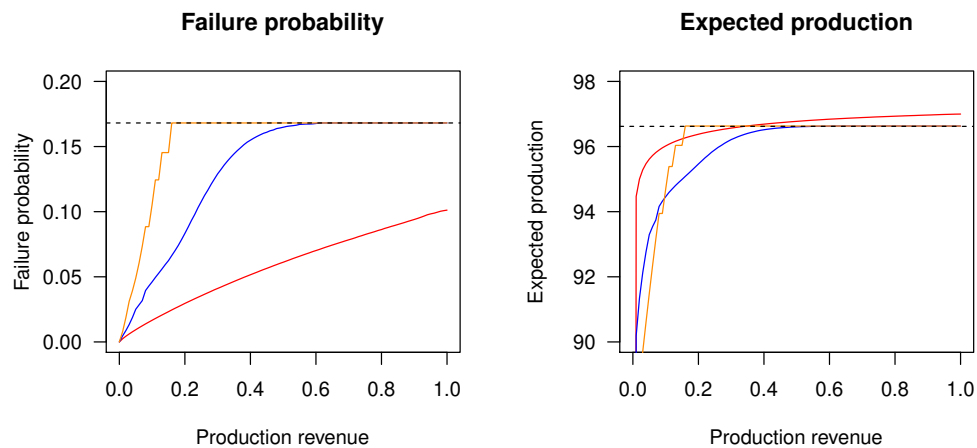 Failure probability
Failure probability
0.20
0.15
0.10
0.05
0.00
0.0 0.2 0.4 0.6 0.8 1.0
Production revenue
Expected production
Expected production
98
96
94
92
90
0.0 0.2 0.4 0.6 0.8 1.0
Production revenue